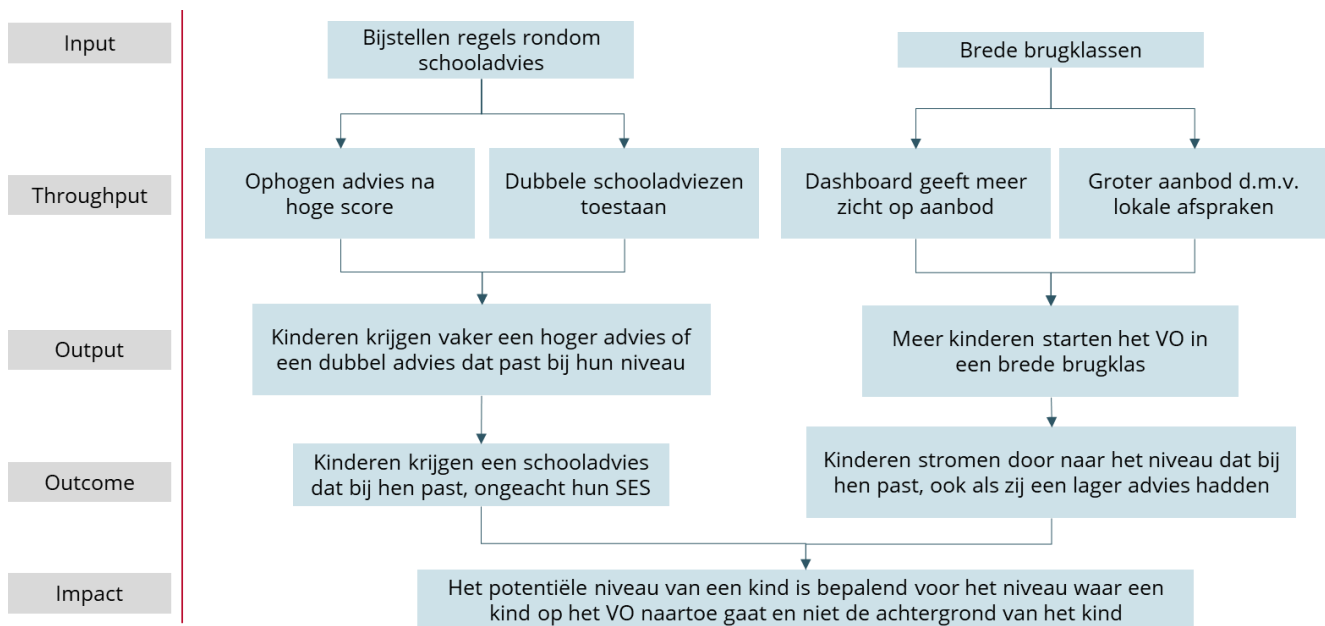 Input
Bijstellen regels rondom
schooladvies
Brede brugklassen
Throughput
Ophogen advies na
hoge score
Dubbele schooladviezen
toestaan
Dashboard geeft meer
zicht op aanbod
Groter aanbod d.m.v.
lokale afspraken
Output
Kinderen krijgen vaker een hoger advies of
een dubbel advies dat past bij hun niveau
Meer kinderen starten het VO in
een brede brugklas
Outcome
Kinderen krijgen een schooladvies
dat bij hen past, ongeacht hun SES
Kinderen stromen door naar het niveau dat bij
hen past, ook als zij een lager advies hadden
Impact
Het potentiële niveau van een kind is bepalend voor het niveau waar een
kind op het VO naartoe gaat en niet de achtergrond van het kind